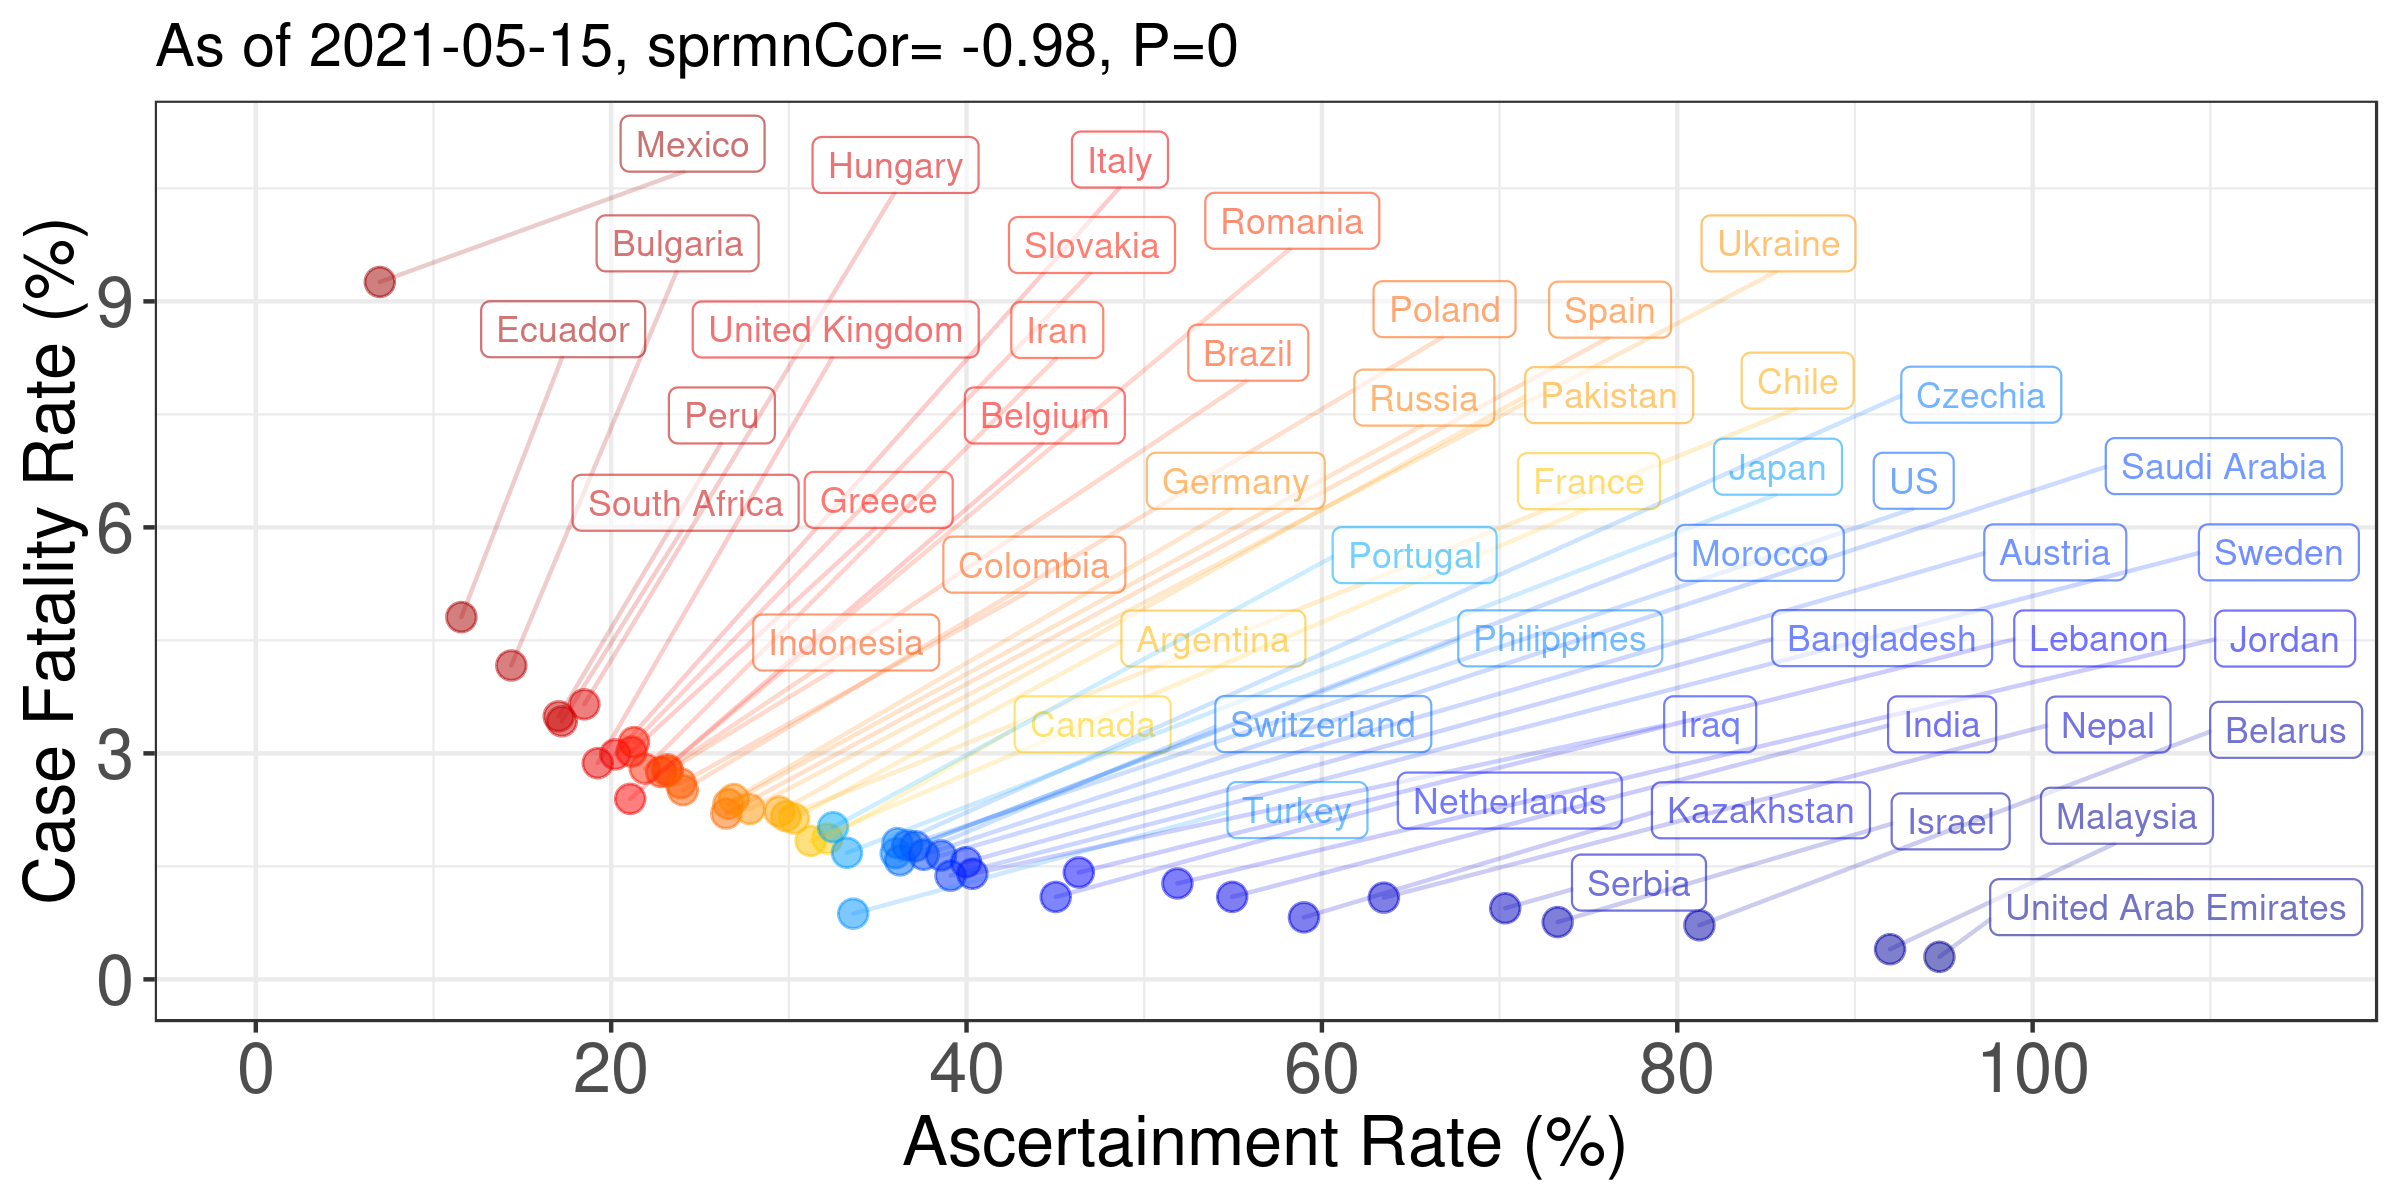 As of 2021-05-15, sprmnCor= -0.98, P=0
Mexico
Hungary
Italy
Romania
Bulgaria
Slovakia
Ukraine
Ecuador
United Kingdom
Iran
Poland
Spain
Brazil
Peru
Belgium
Russia
Pakistan
Chile
Czechia
South Africa
Greece
Germany
France
Japan
US
Saudi Arabia
Colombia
Portugal
Morocco
Austria
Sweden
Indonesia
Argentina
Philippines
Bangladesh
Lebanon
Jordan
Canada
Switzerland
Iraq
India
Nepal
Belarus
Turkey
Netherlands
Kazakhstan
Israel
Malaysia
Serbia
United Arab Emirates
Case Fatality Rate (%)
9
6
3
0
0 20 40 60 80 100
Ascertainment Rate (%)